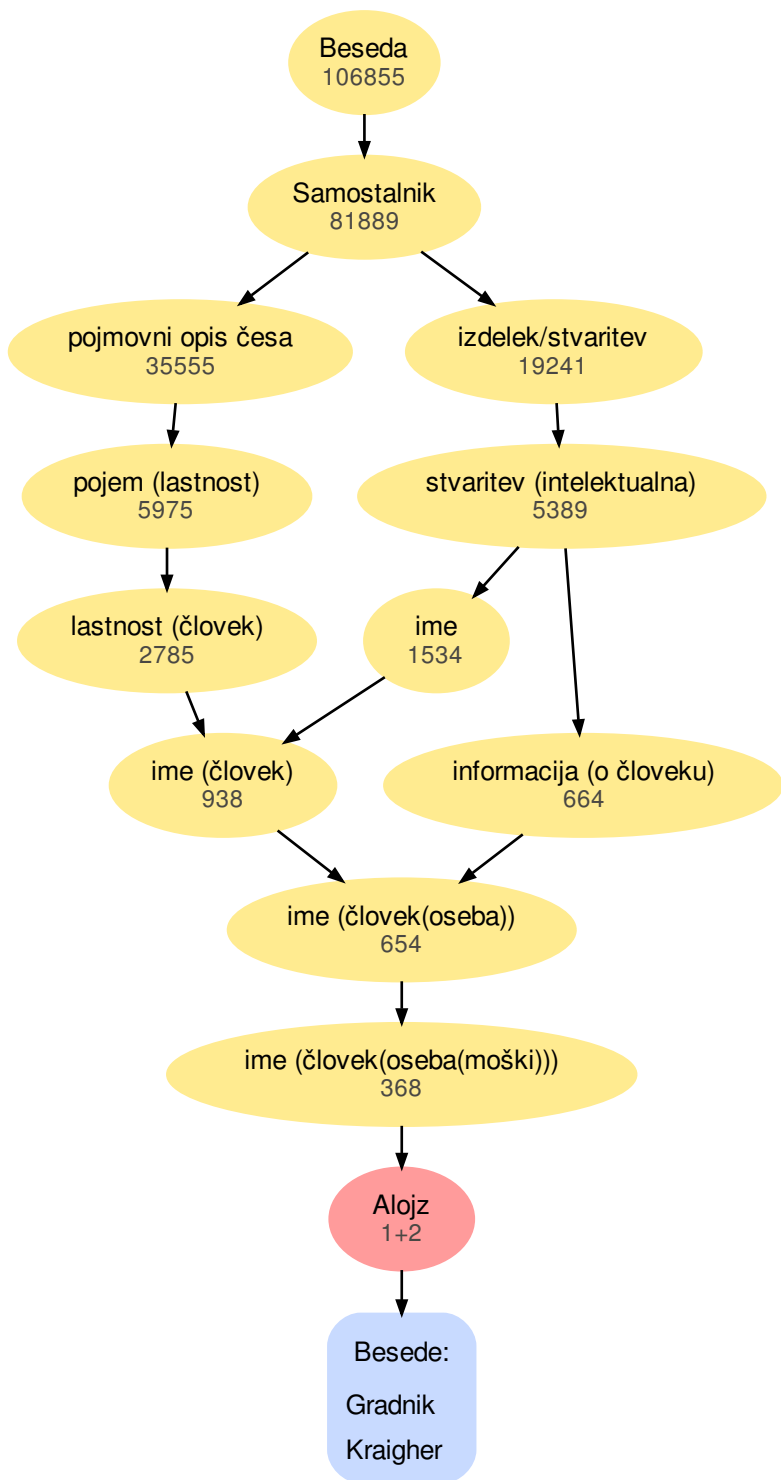 Beseda
106855
Samostalnik
81889
pojmovni opis česa
35555
izdelek/stvaritev
19241
pojem (lastnost)
5975
stvaritev (intelektualna)
5389
lastnost (človek)
2785
ime
1534
ime (človek)
938
informacija (o človeku)
664
ime (človek(oseba))
654
ime (človek(oseba(moški)))
368
Alojz
1+2
Besede:
Gradnik
Kraigher